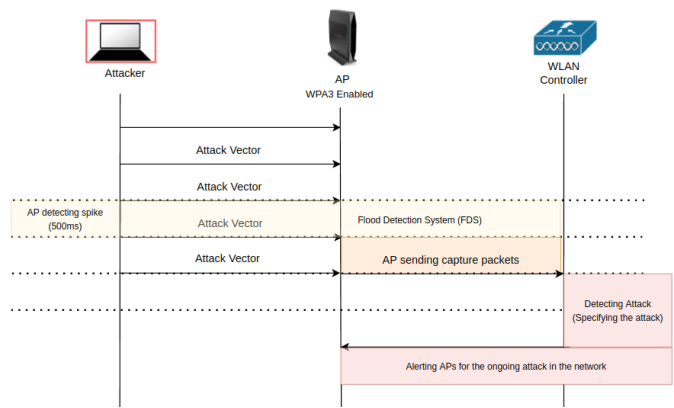 Attacker
AP
WPA3 Enabled
WLAN
Controller
Attack Vector
Attack Vector
AP detecting spike
(500ms)
Attack Vector
Flood Detection System (FDS)
Attack Vector
AP sending capture packets
Detecting Attack
(Specifying the attack)
Alerting APs for the ongoing attack in the network